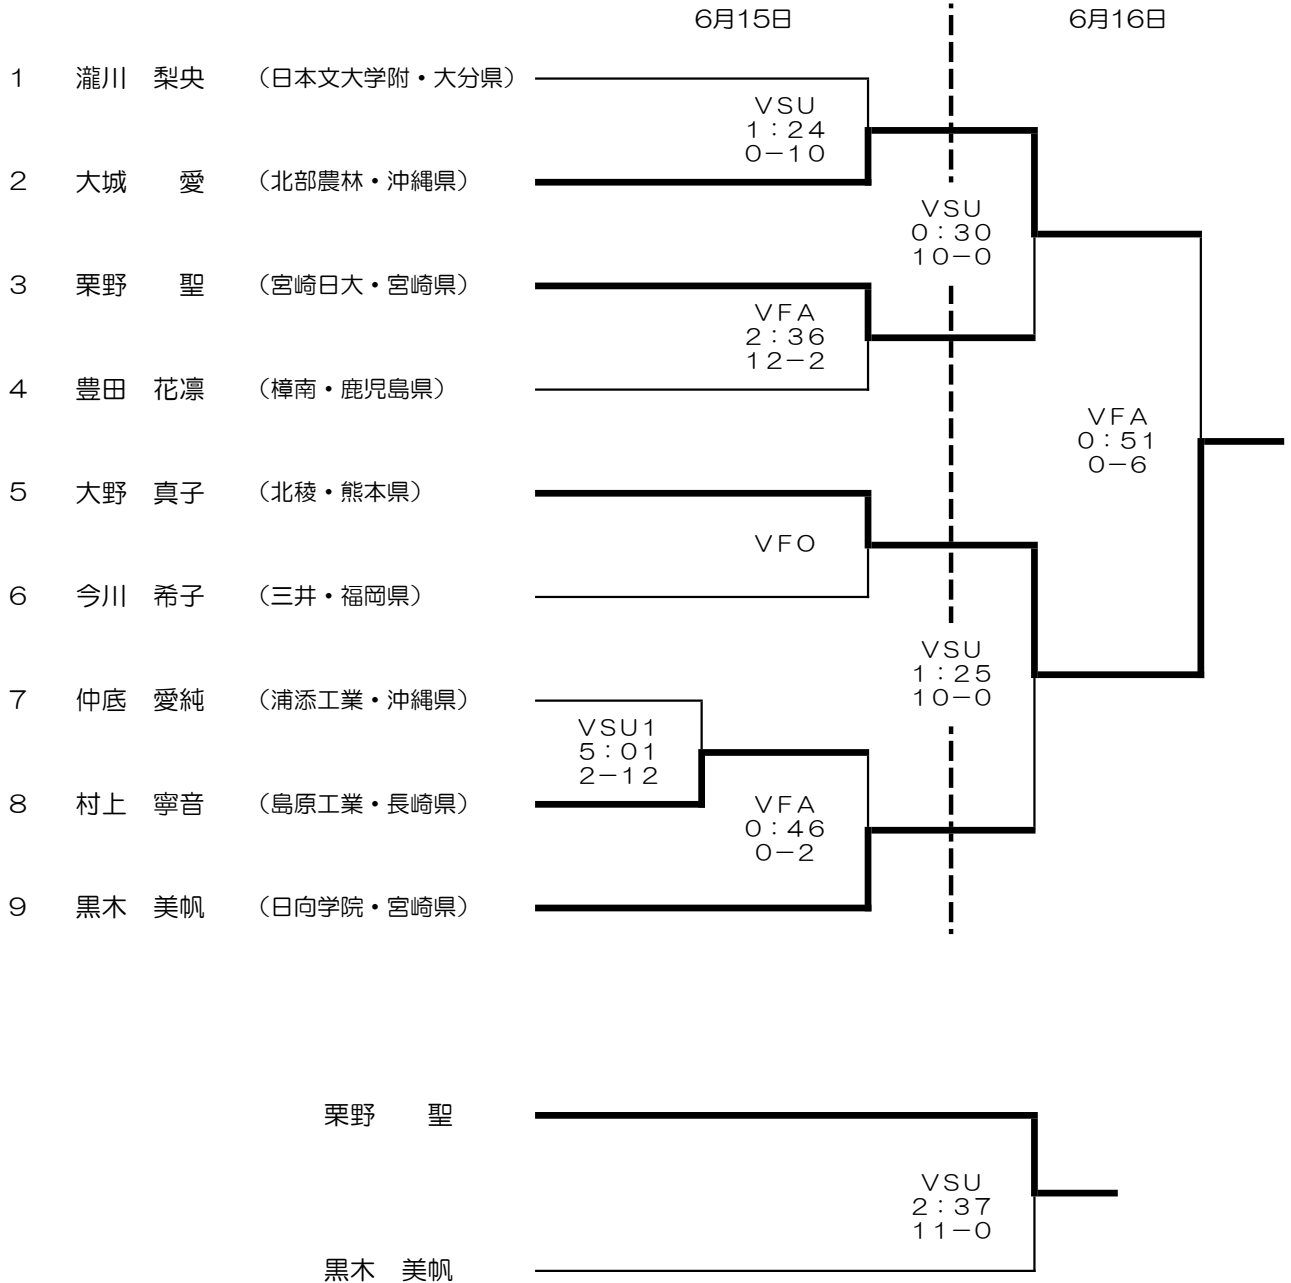 6月15日 6月16日
1 瀧川 梨央 （日本文大学附・大分県）
VSU
1：24
0－10
2 大城 愛 （北部農林・沖縄県）
VSU
0：30
10－0
3 栗野 聖 （宮崎日大・宮崎県）
VFA
2：36
12－2
4 豊田 花凛 （樟南・鹿児島県）
VFA
0：51
0－6
5 大野 真子 （北稜・熊本県）
VFO
6 今川 希子 （三井・福岡県）
VSU
1：25
10－0
7 仲底 愛純 （浦添工業・沖縄県）
VSU1
5：01
2－12
8 村上 寧音 （島原工業・長崎県）
VFA
0：46
0－2
9 黒木 美帆 （日向学院・宮崎県）
栗野 聖
VSU
2：37
11－0
黒木 美帆